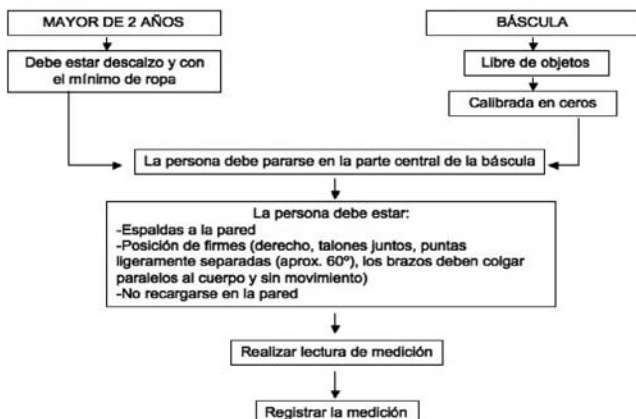 MAYOR DE 2 AÑOS
Debe estar descalzo y con
el mínimo de ropa
BÁSCULA
Libre de objetos
Calibrada en ceros
La persona debe pararse en la parte central de la báscula
La persona debe estar:
-Espaldas a la pared
-Posición de firmes (derecho, talones juntos, puntas
ligeramente separadas (aprox. 60º), los brazos deben colgar
paralelos al cuerpo y sin movimiento)
-No recargarse en la pared
Realizar lectura de medición
Registrar la medición